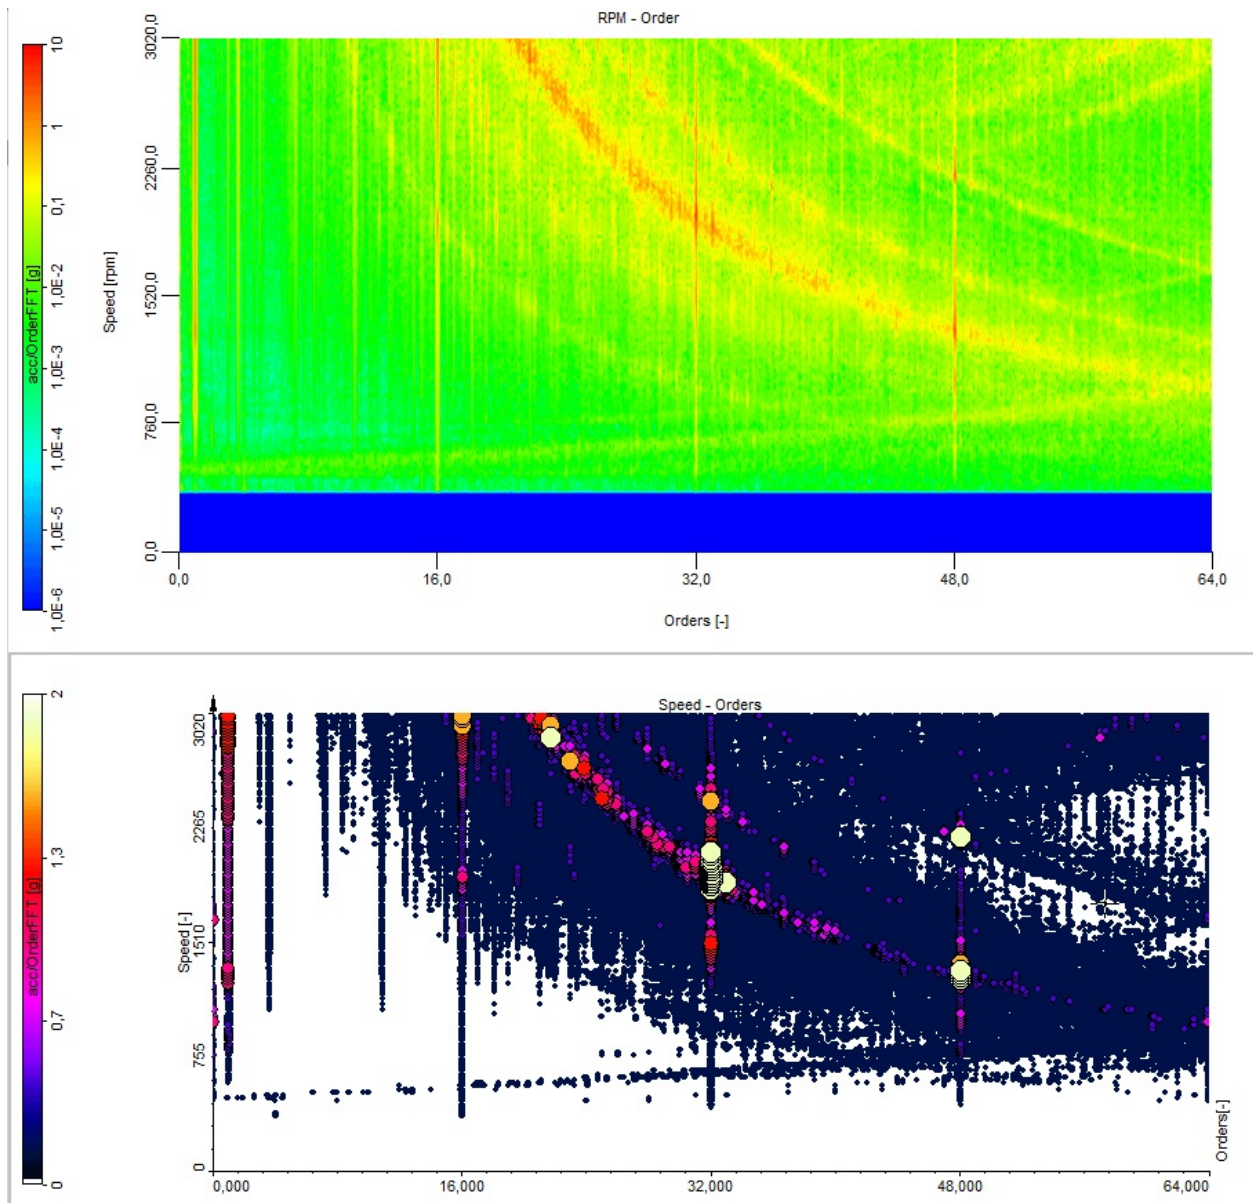 RPM - Order
10
1
0,1
1,0E-2
1,0E-3
1,0E-4
1,0E-5
1,0E-6
acc/OrderFFT [g]
3020,0
2260,0
1520,0
760,0
0,0
Speed [rpm]
0,0
16,0
32,0
48,0
64,0
Orders [-]
Speed - Orders
2
1,3
0,7
0
acc/OrderFFT [g]
3020
2265
1510
755
0
Speed [-]
0,000
16,000
32,000
48,000
64,000
Orders[-]